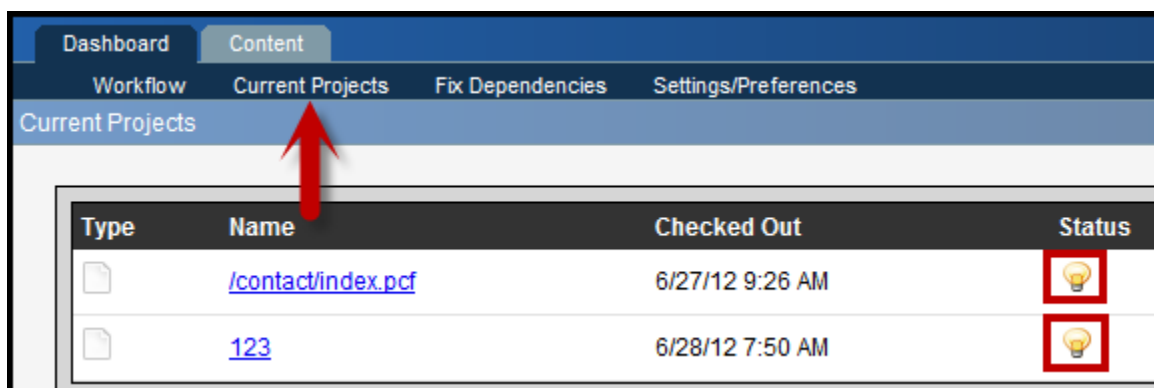 Dashboard Content
Workflow Current Projects Fix Dependencies Settings/Preferences
Current Projects
Type Name Checked Out Status
/contact/index.pcf 6/27/12 9:26 AM
123 6/28/12 7:50 AM